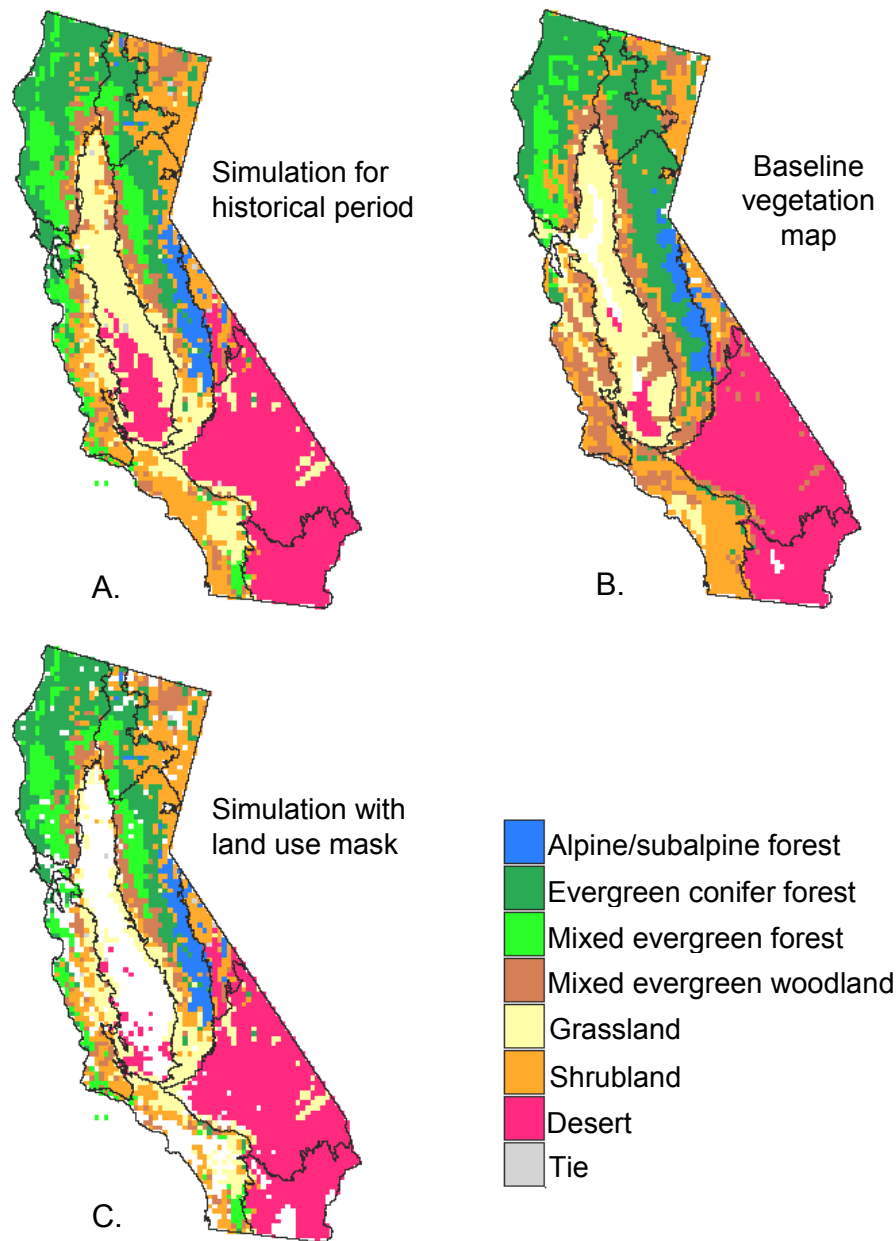 Simulation for
historical period
A.
Baseline
vegetation
map
B.
Simulation with
land use mask
C.
Alpine/subalpine forest
Evergreen conifer forest
Mixed evergreen forest
Mixed evergreen woodland
Grassland
Shrubland
Desert
Tie